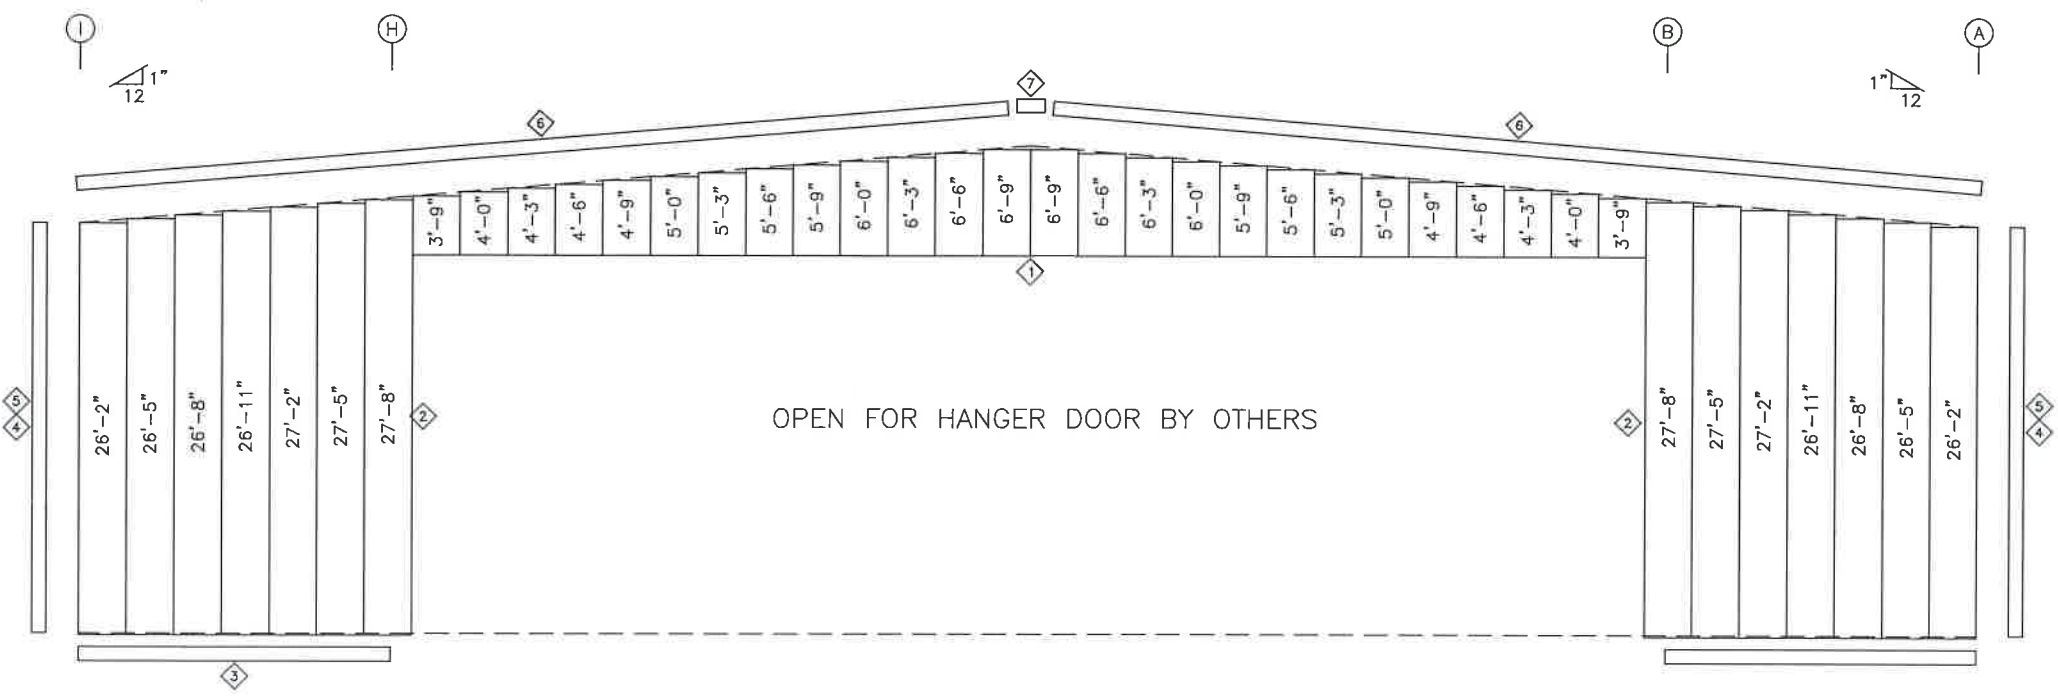 I H B A
1" 12
1" 12
7
6 6
3'-9" 4'-0" 4'-3" 4'-6" 4'-9" 5'-0" 5'-3" 5'-6" 5'-9" 6'-0" 6'-3" 6'-6" 6'-9" 6'-9" 6'-6" 6'-3" 6'-0" 5'-9" 5'-6" 5'-3" 5'-0" 4'-9" 4'-6" 4'-3" 4'-0" 3'-9"
1
5 4
26'-2" 26'-5" 26'-8" 26'-11" 27'-2" 27'-5" 27'-8"
2
OPEN FOR HANGER DOOR BY OTHERS
2
27'-8" 27'-5" 27'-2" 26'-11" 26'-8" 26'-5" 26'-2"
5 4
3